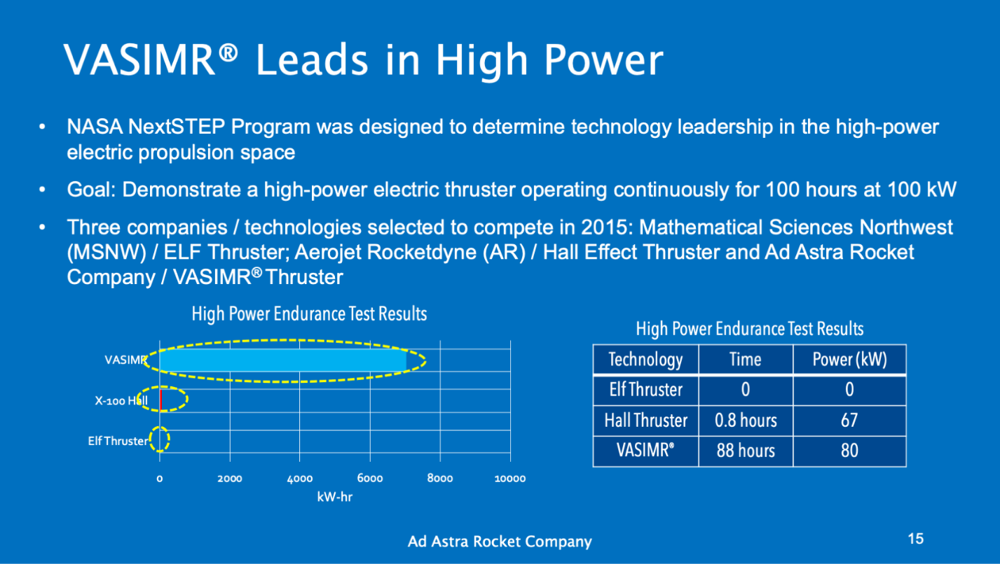 VASIMR® Leads in High Power
• NASA NextSTEP Program was designed to determine technology leadership in the high-power
electric propulsion space
• Goal: Demonstrate a high-power electric thruster operating continuously for 100 hours at 100 kW
• Three companies / technologies selected to compete in 2015: Mathematical Sciences Northwest
(MSNW) / ELF Thruster; Aerojet Rocketdyne (AR) / Hall Effect Thruster and Ad Astra Rocket
Company / VASIMR® Thruster
High Power Endurance Test Results
VASIMR
X-100 Hall
Elf Thruster
0 2000 4000 6000 8000 10000
kW-hr
High Power Endurance Test Results
Technology Time Power (kW)
Elf Thruster 0 0
Hall Thruster 0.8 hours 67
VASIMR® 88 hours 80
Ad Astra Rocket Company
15